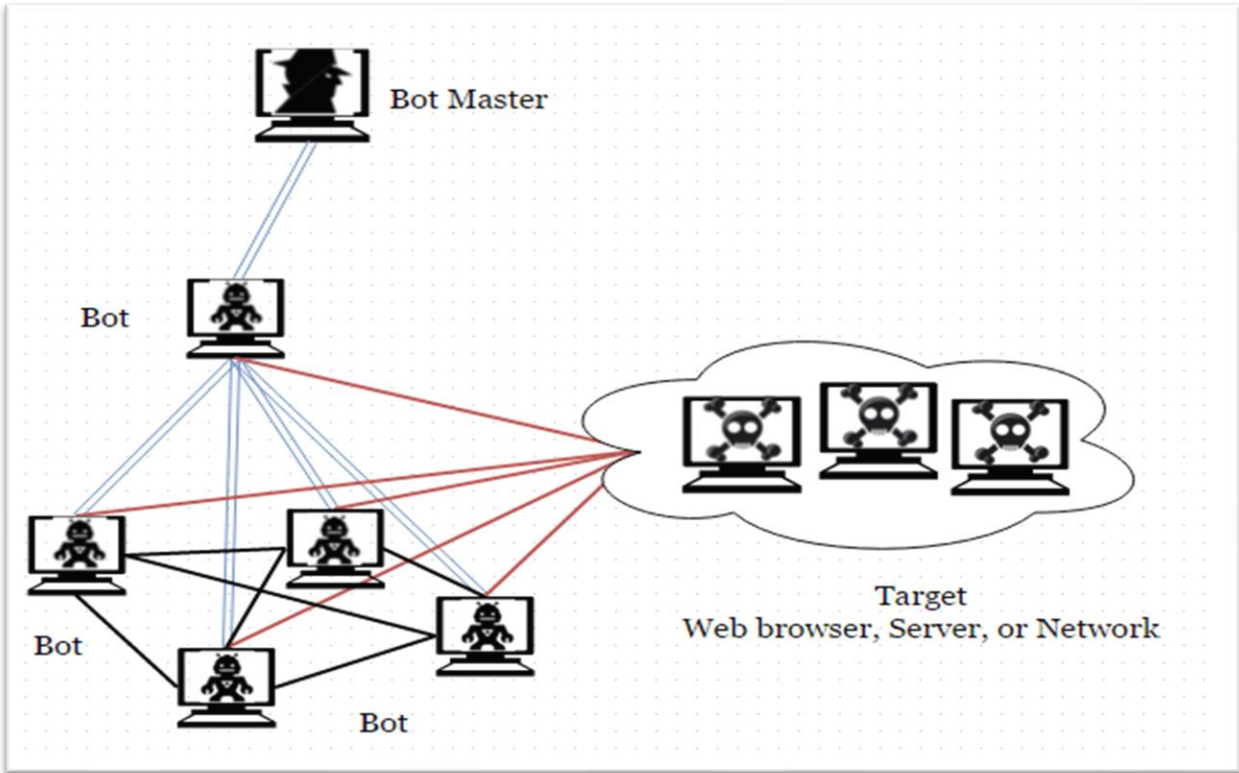 Bot Master
Bot
Target
Web browser, Server, or Network
Bot
Bot